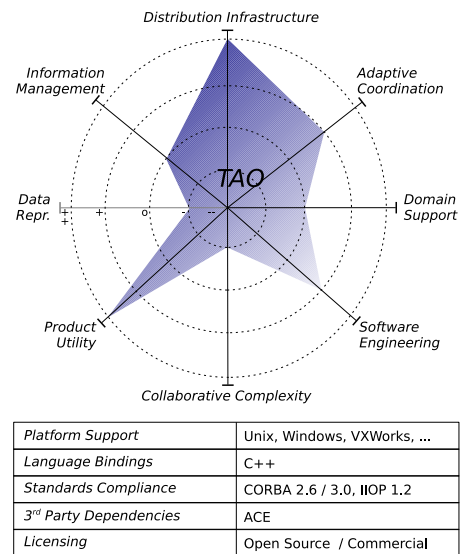 Distribution Infrastructure
Information
Management
Adaptive
Coordination
TAO
Data
Repr.
++ + o - --
Domain
Support
Product
Utility
Software
Engineering
Collaborative Complexity
Platform Support Unix, Windows, VXWorks, ...
Language Bindings C++
Standards Compliance CORBA 2.6 / 3.0, IIOP 1.2
3rd Party Dependencies ACE
Licensing Open Source / Commercial